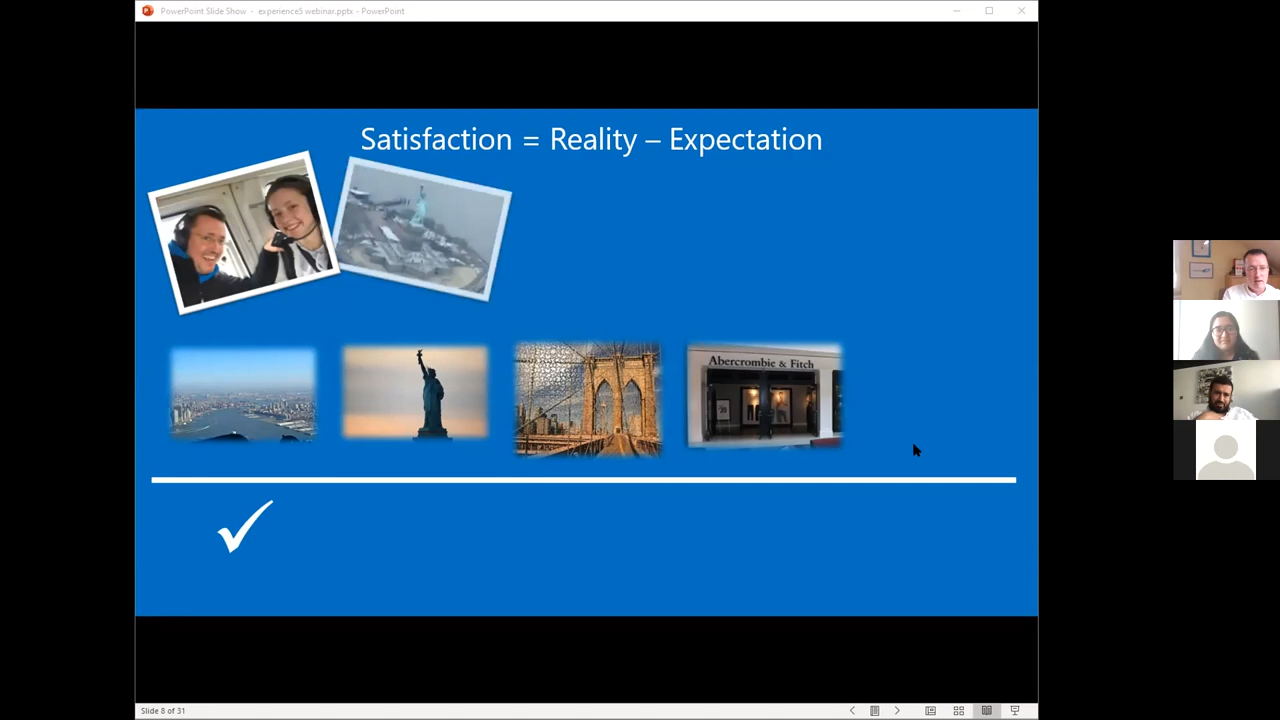 PowerPoint Slide Show - experience5 webinar.pptx - PowerPoint
Satisfaction = Reality – Expectation
Abercrombie & Fitch
Slide 8 of 31